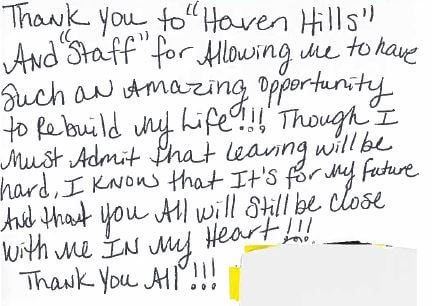 Thank you to "Haven Hills"
And "Staff" for Allowing me to have
Such an Amazing opportunity
to Rebuild My Life!!! Though I
Must Admit that leaving will be
hard, I know that It's for My future
And that you All will Still be close
with me IN My Heart!!!
Thank you All!!!